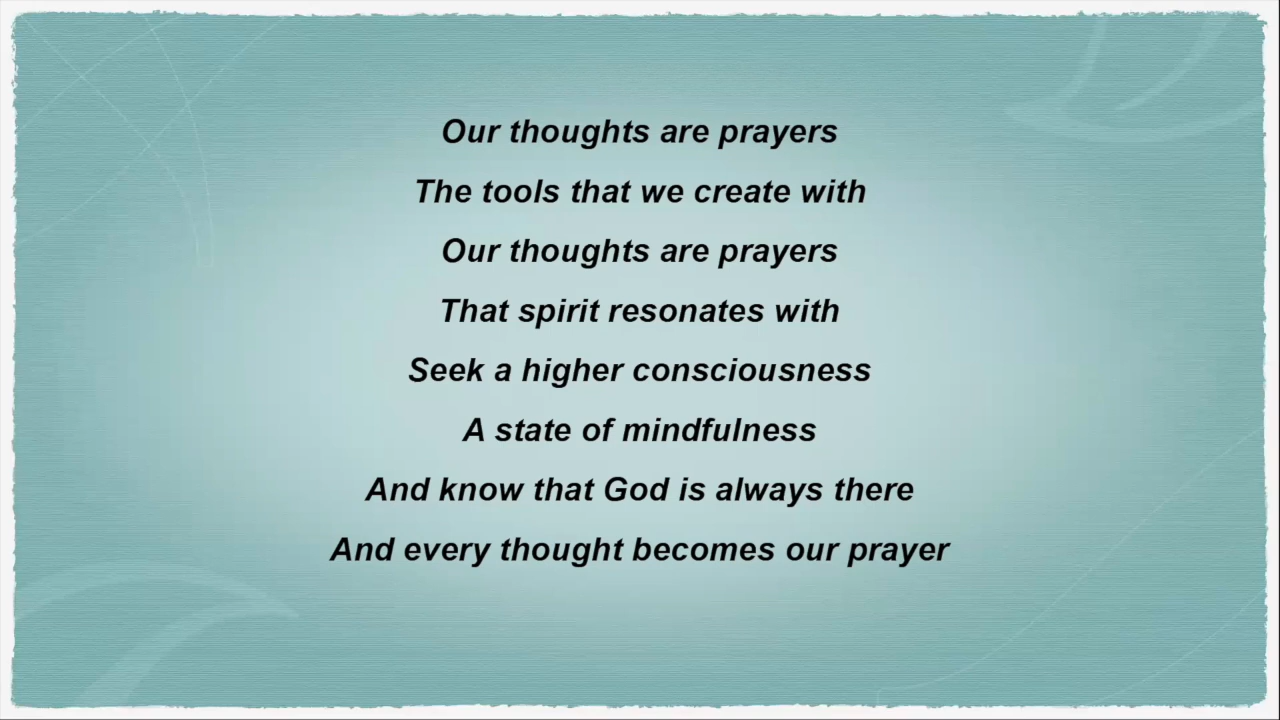 Our thoughts are prayers
The tools that we create with
Our thoughts are prayers
That spirit resonates with
Seek a higher consciousness
A state of mindfulness
And know that God is always there
And every thought becomes our prayer